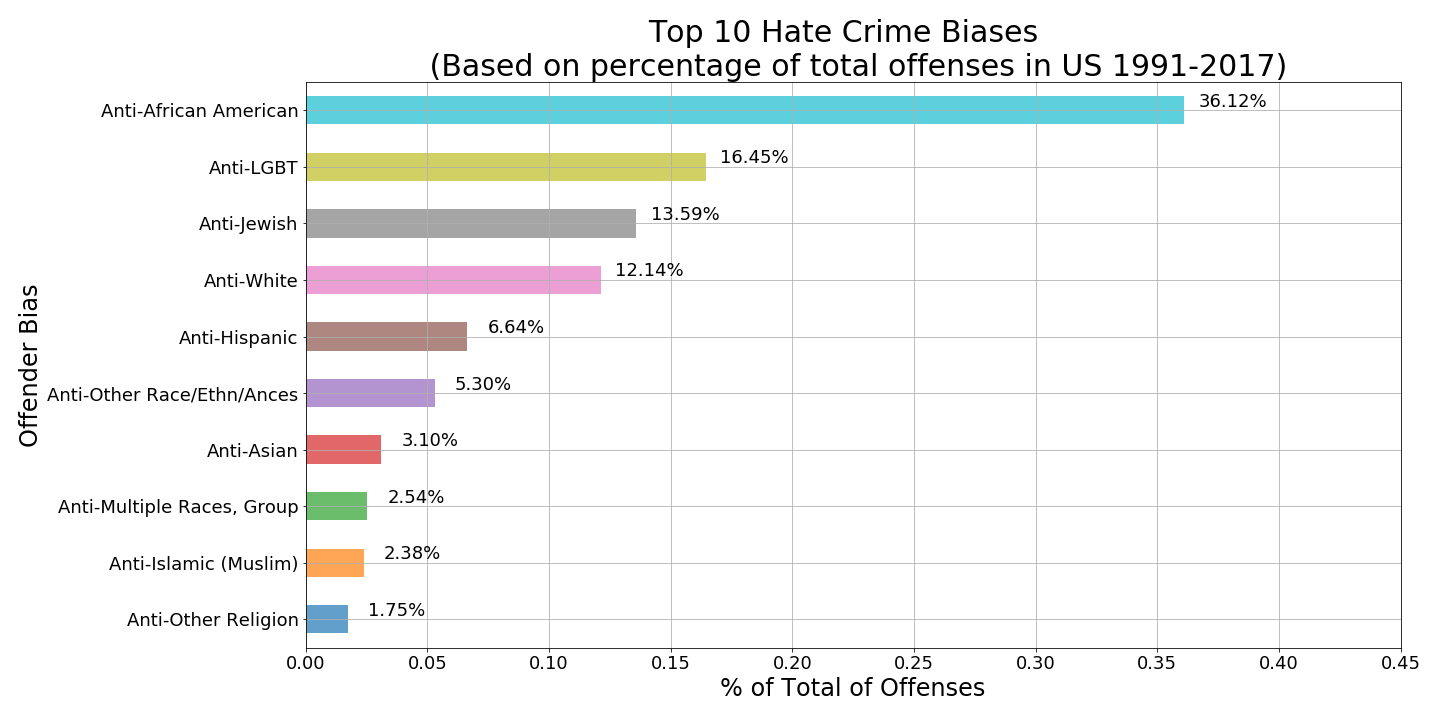 Top 10 Hate Crime Biases
(Based on percentage of total offenses in US 1991-2017)
Anti-African American
36.12%
Anti-LGBT
16.45%
Anti-Jewish
13.59%
Anti-White
12.14%
Anti-Hispanic
6.64%
Anti-Other Race/Ethn/Ances
5.30%
Anti-Asian
3.10%
Anti-Multiple Races, Group
2.54%
Anti-Islamic (Muslim)
2.38%
Anti-Other Religion
1.75%
Offender Bias
0.00 0.05 0.10 0.15 0.20 0.25 0.30 0.35 0.40 0.45
% of Total of Offenses